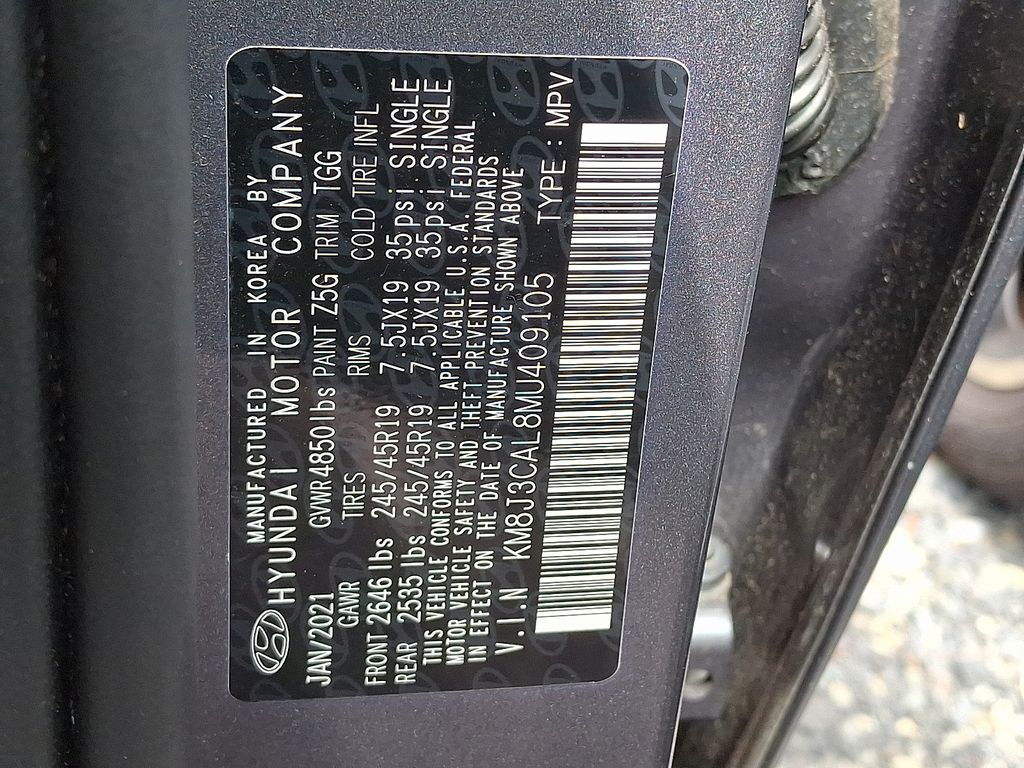 MANUFACTURED IN KOREA BY
HYUNDAI MOTOR COMPANY
JAN/2021 GVWR 4850 lbs PAINT Z5G TRIM TGG
GAWR TIRES RIMS COLD TIRE INFL
FRONT 2646 lbs 245/45R19 7.5JX19 35psi SINGLE
REAR 2535 lbs 245/45R19 7.5JX19 35psi SINGLE
THIS VEHICLE CONFORMS TO ALL APPLICABLE U.S.A. FEDERAL
MOTOR VEHICLE SAFETY AND THEFT PREVENTION STANDARDS
IN EFFECT ON THE DATE OF MANUFACTURE SHOWN ABOVE
V.I.N KM8J3CAL8MU409105 TYPE : MPV